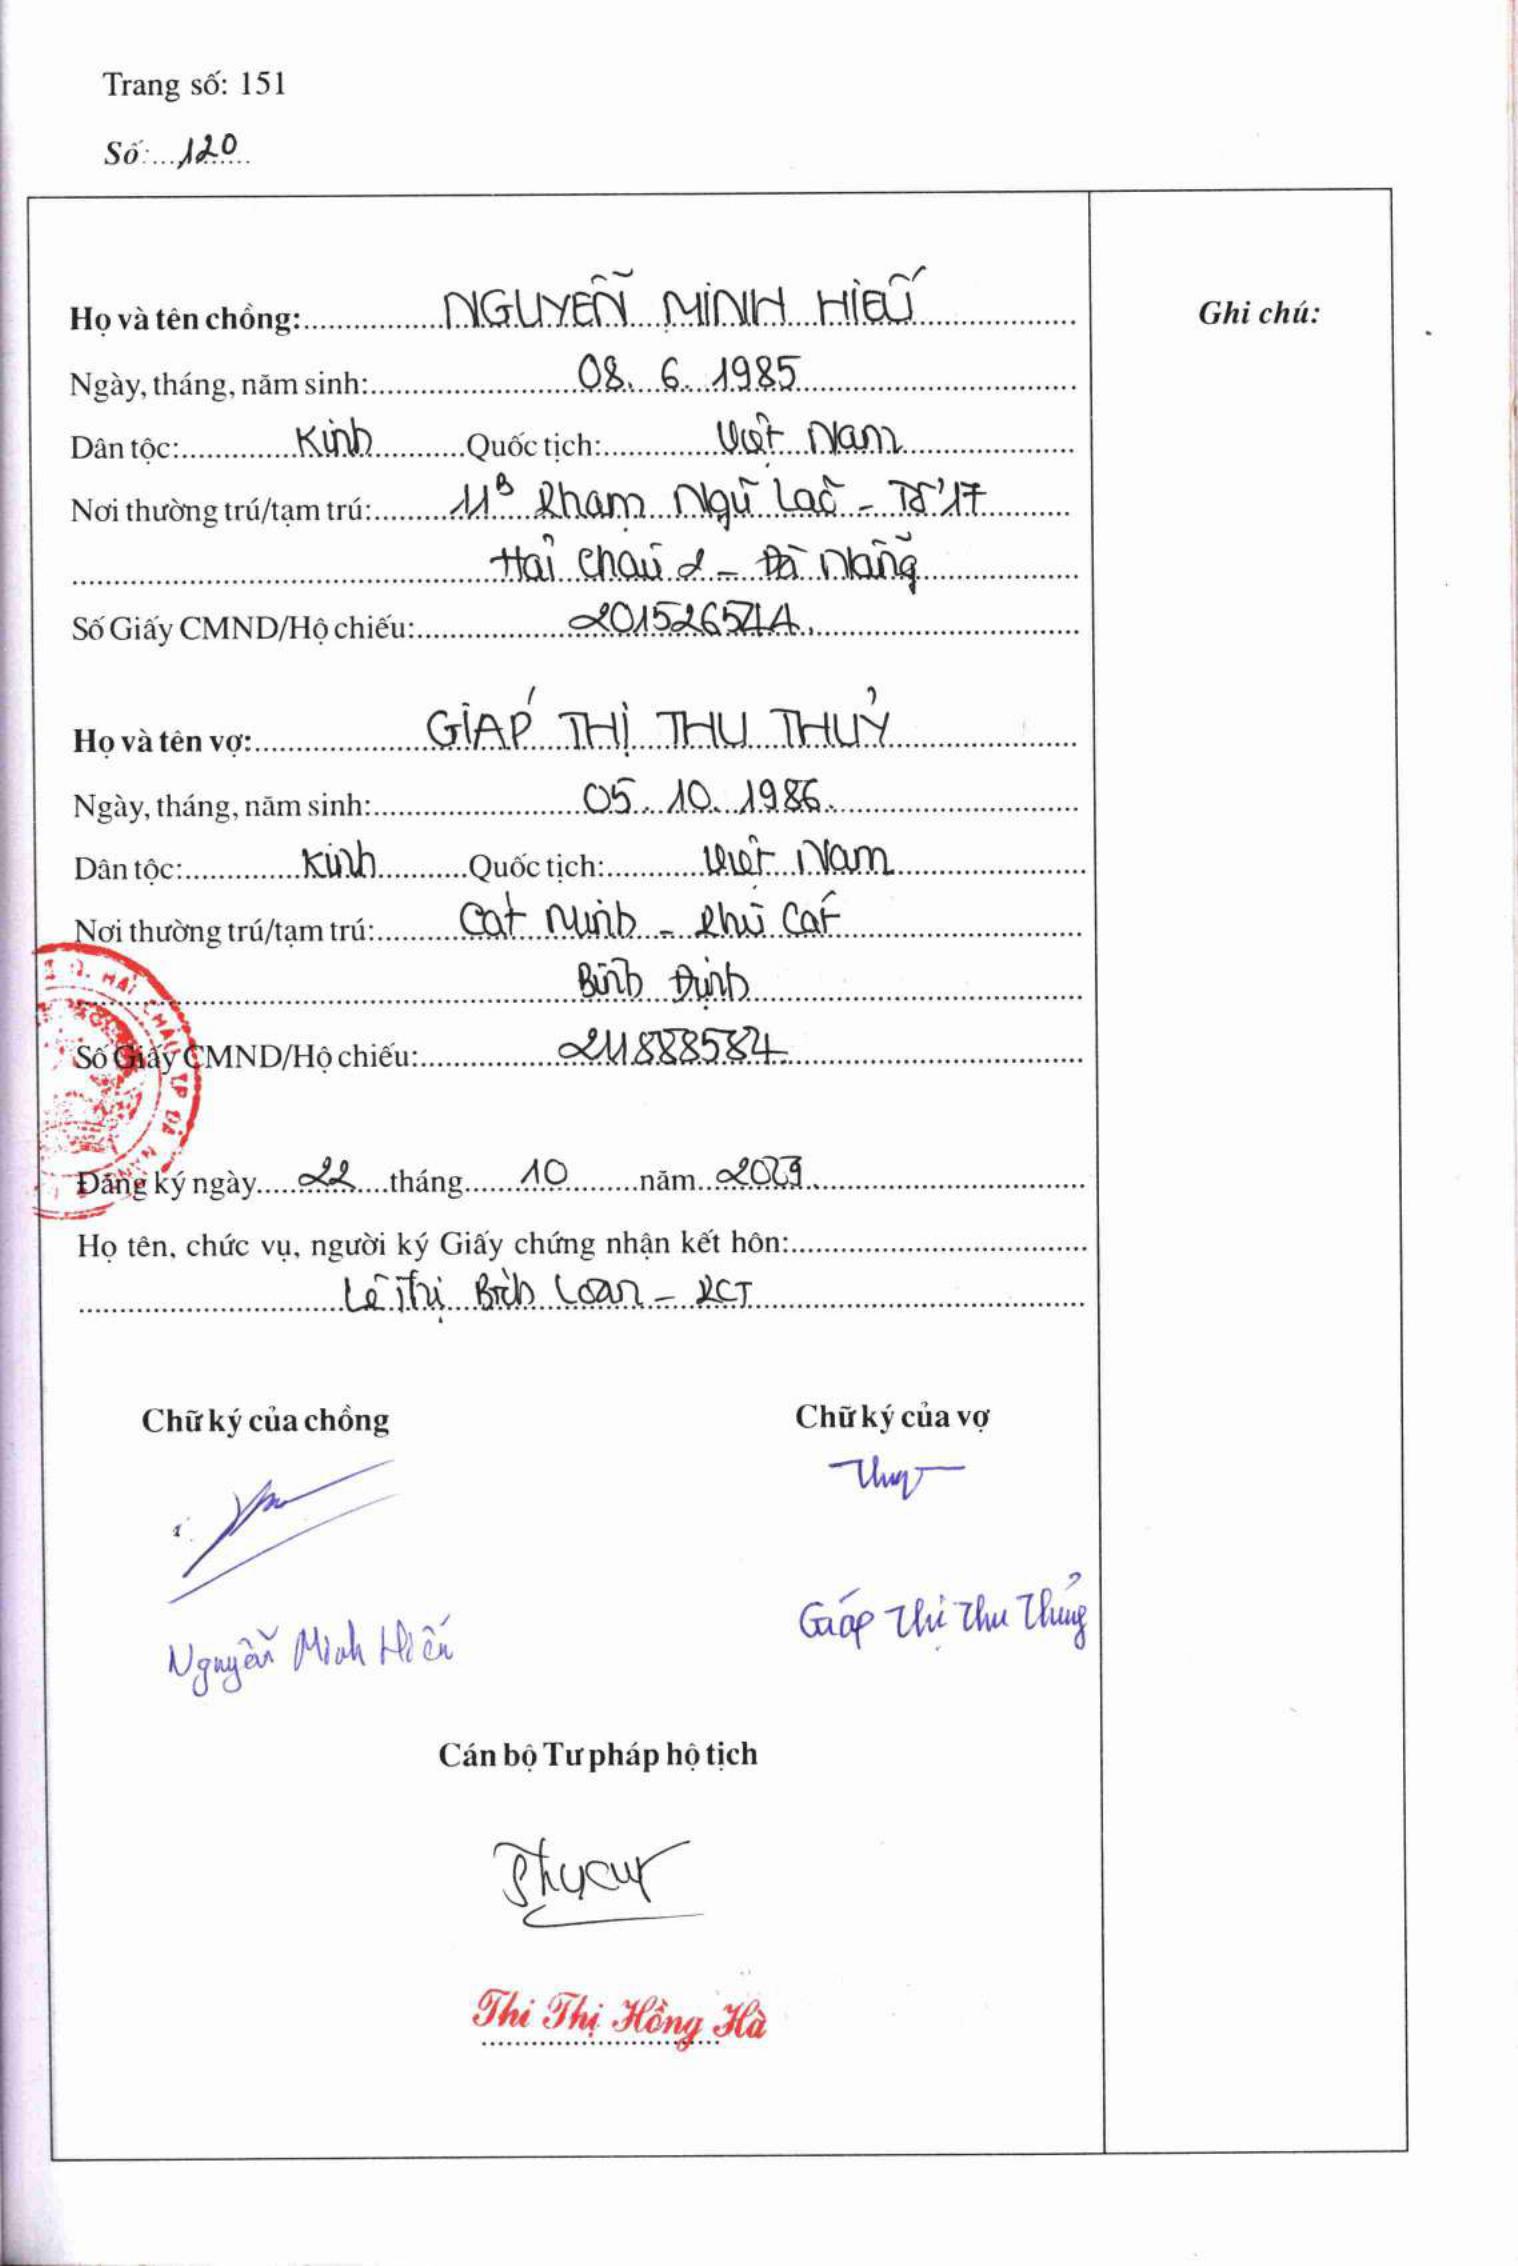 Trang số: 151
Số: 120
Họ và tên chồng: NGUYỄN MINH HIẾU
Ghi chú:
Ngày, tháng, năm sinh: 08. 6. 1985
Dân tộc: Kinh Quốc tịch: Việt Nam
Nơi thường trú/tạm trú: 11B Phạm Ngũ Lão - Tổ 17
Hải Châu 2 - Đà Nẵng
Số Giấy CMND/Hộ chiếu:
Họ và tên vợ: GIÁP THỊ THU THUỶ
Ngày, tháng, năm sinh: 05. 10. 1986.
Dân tộc: Kinh Quốc tịch: Việt Nam
Nơi thường trú/tạm trú: Cát Minh - Phù Cát
Bình Định
Số Giấy CMND/Hộ chiếu: 211888584
Đăng ký ngày 22 tháng 10 năm
Họ tên, chức vụ, người ký Giấy chứng nhận kết hôn:
Lê Thị Bích Loan - PCT
Chữ ký của chồng
Chữ ký của vợ
Nguyễn Minh Hiếu
Giáp Thị Thu Thủy
Cán bộ Tư pháp hộ tịch
Thi Thị Hồng Hà